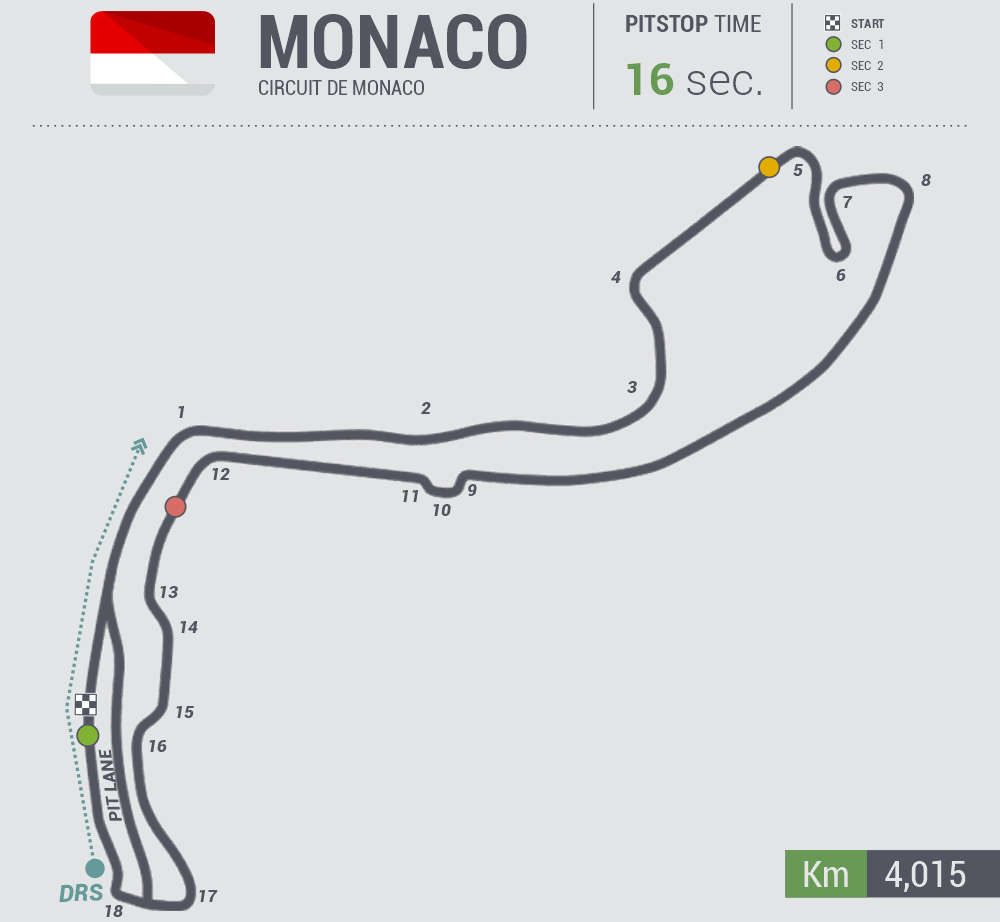 MONACO
CIRCUIT DE MONACO
PITSTOP TIME
16 sec.
START
SEC 1
SEC 2
SEC 3
5
8
7
6
4
3
2
1
12
11
9
10
13
14
15
16
PIT LANE
DRS
17
18
Km 4,015